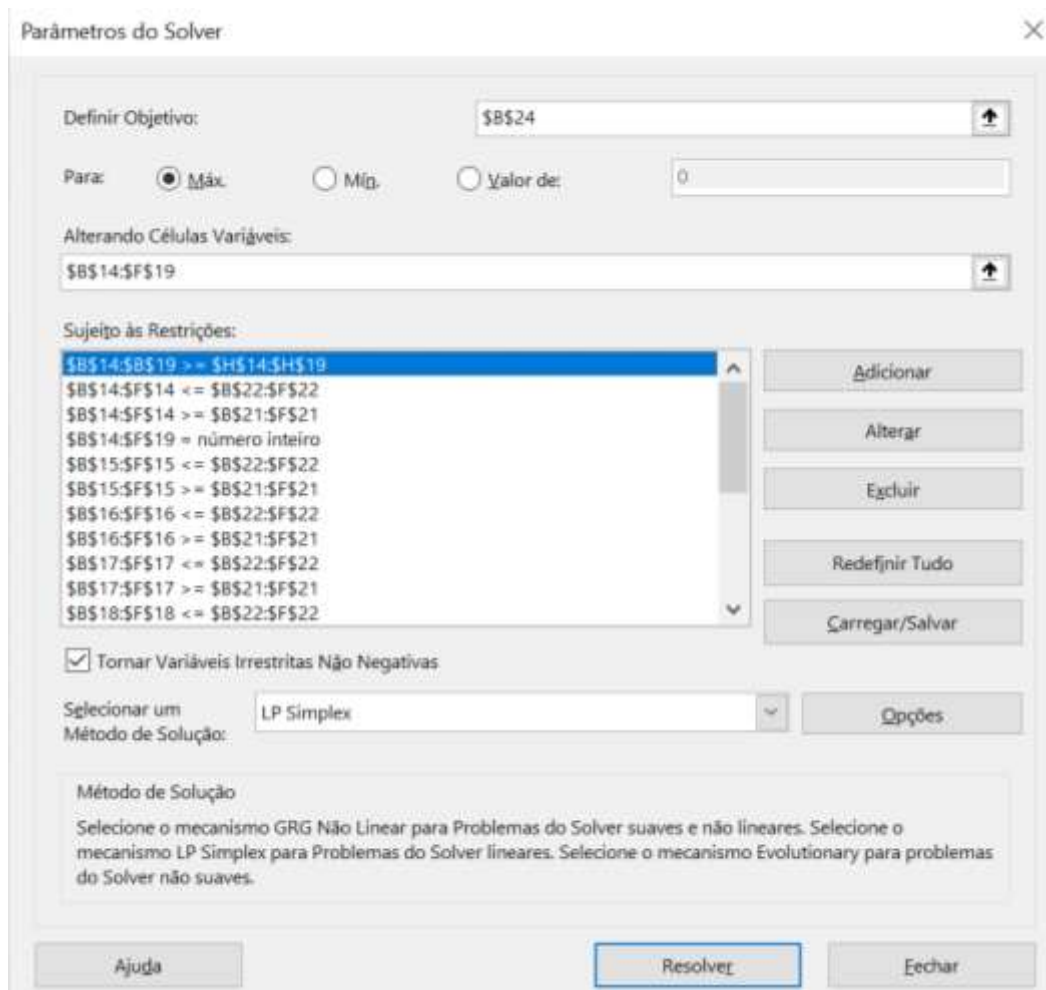 Parâmetros do Solver
Definir Objetivo:
$B$24
Para:
Máx.
Mín.
Valor de:
0
Alterando Células Variáveis:
$B$14:$F$19
Sujeito às Restrições:
$B$14:$B$19 >= $H$14:$H$19
$B$14:$F$14 <= $B$22:$F$22
$B$14:$F$14 >= $B$21:$F$21
$B$14:$F$19 = número inteiro
$B$15:$F$15 <= $B$22:$F$22
$B$15:$F$15 >= $B$21:$F$21
$B$16:$F$16 <= $B$22:$F$22
$B$16:$F$16 >= $B$21:$F$21
$B$17:$F$17 <= $B$22:$F$22
$B$17:$F$17 >= $B$21:$F$21
$B$18:$F$18 <= $B$22:$F$22
Adicionar
Alterar
Excluir
Redefinir Tudo
Carregar/Salvar
Tornar Variáveis Irrestritas Não Negativas
Selecionar um
Método de Solução:
LP Simplex
Opções
Método de Solução
Selecione o mecanismo GRG Não Linear para Problemas do Solver suaves e não lineares. Selecione o
mecanismo LP Simplex para Problemas do Solver lineares. Selecione o mecanismo Evolutionary para problemas
do Solver não suaves.
Ajuda
Resolver
Fechar